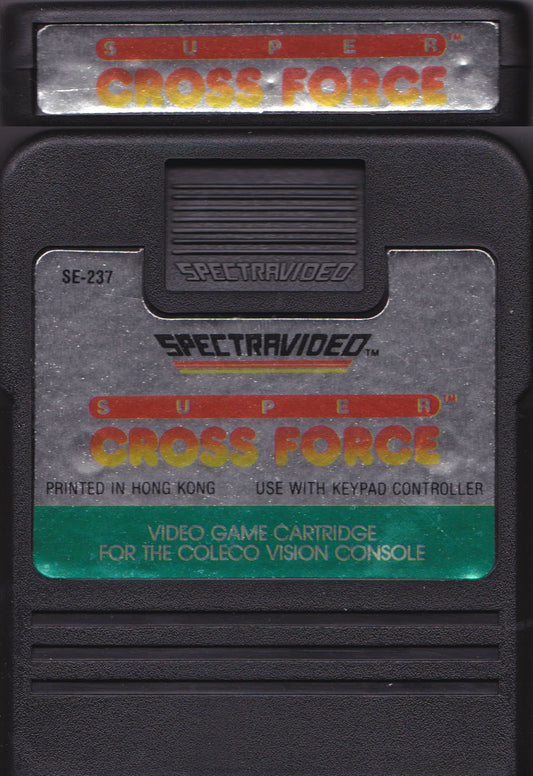 SUPER™
CROSS FORCE
SPECTRAVIDEO
SE-237
SPECTRAVIDEO™
SUPER™
CROSS FORCE
PRINTED IN HONG KONG USE WITH KEYPAD CONTROLLER
VIDEO GAME CARTRIDGE
FOR THE COLECO VISION CONSOLE